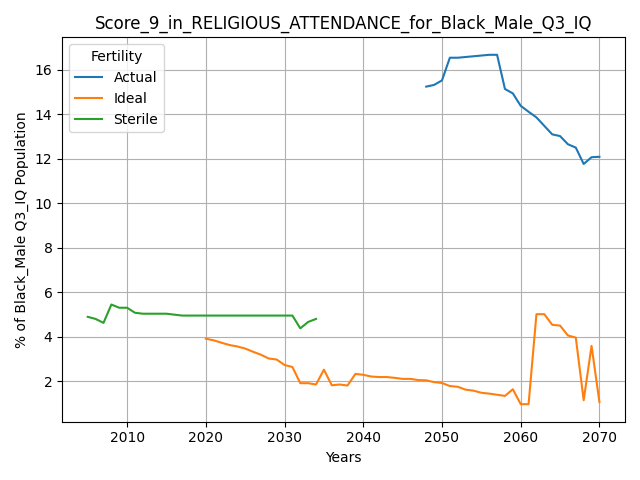 Score_9_in_RELIGIOUS_ATTENDANCE_for_Black_Male_Q3_IQ
Fertility
Actual
Ideal
Sterile
% of Black_Male Q3_IQ Population
16
14
12
10
8
6
4
2
2010 2020 2030 2040 2050 2060 2070
Years